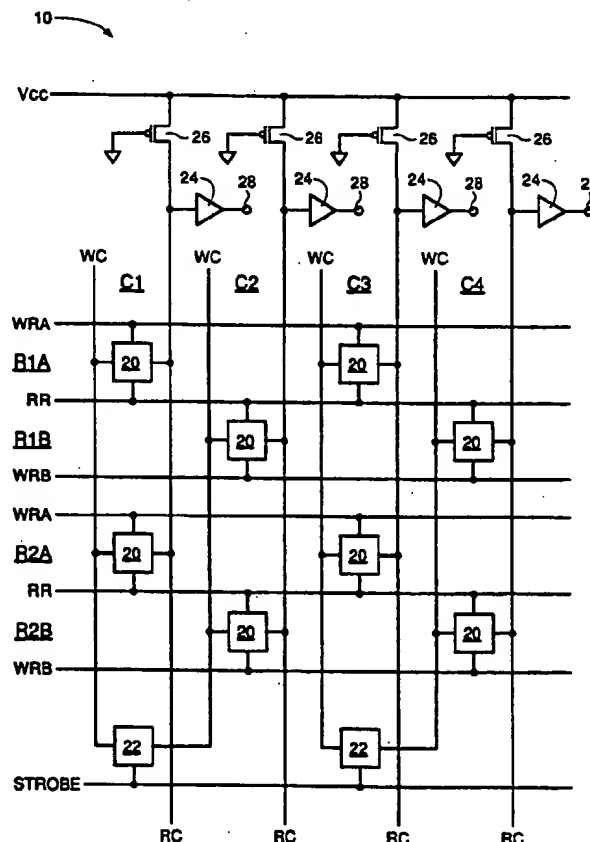 10
Vcc
26 26 26 26
24 28 24 28 24 28 24
WC C1 WC C2 WC C3 WC C4
WRA
R1A 20 20
RR
R1B 20 20
WRB
WRA
R2A 20 20
RR
R2B 20 20
WRB
22 22
STROBE
RC RC RC RC